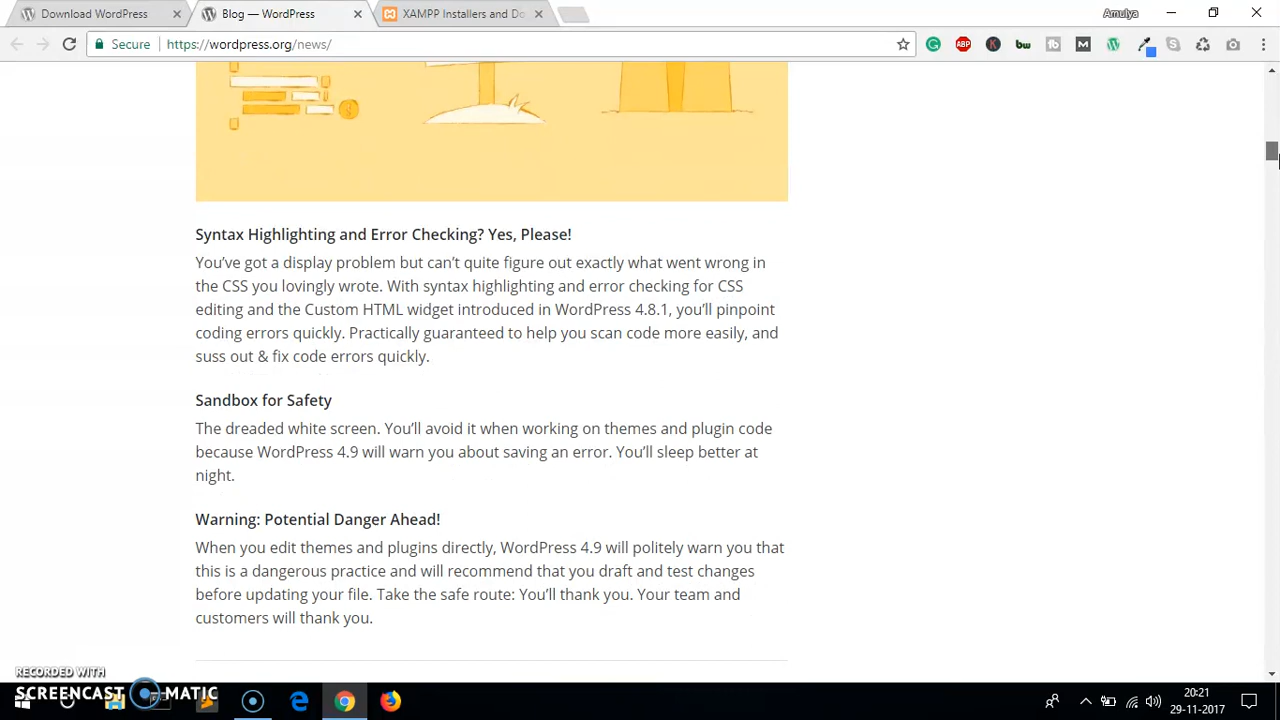 Download WordPress
Blog — WordPress
XAMPP Installers and Do
Amulya
Secure
https://wordpress.org/news/
Syntax Highlighting and Error Checking? Yes, Please!
You've got a display problem but can't quite figure out exactly what went wrong in
the CSS you lovingly wrote. With syntax highlighting and error checking for CSS
editing and the Custom HTML widget introduced in WordPress 4.8.1, you'll pinpoint
coding errors quickly. Practically guaranteed to help you scan code more easily, and
suss out & fix code errors quickly.
Sandbox for Safety
The dreaded white screen. You'll avoid it when working on themes and plugin code
because WordPress 4.9 will warn you about saving an error. You'll sleep better at
night.
Warning: Potential Danger Ahead!
When you edit themes and plugins directly, WordPress 4.9 will politely warn you that
this is a dangerous practice and will recommend that you draft and test changes
before updating your file. Take the safe route: You'll thank you. Your team and
customers will thank you.
RECORDED WITH
SCREENCAST MATIC
20:21
29-11-2017